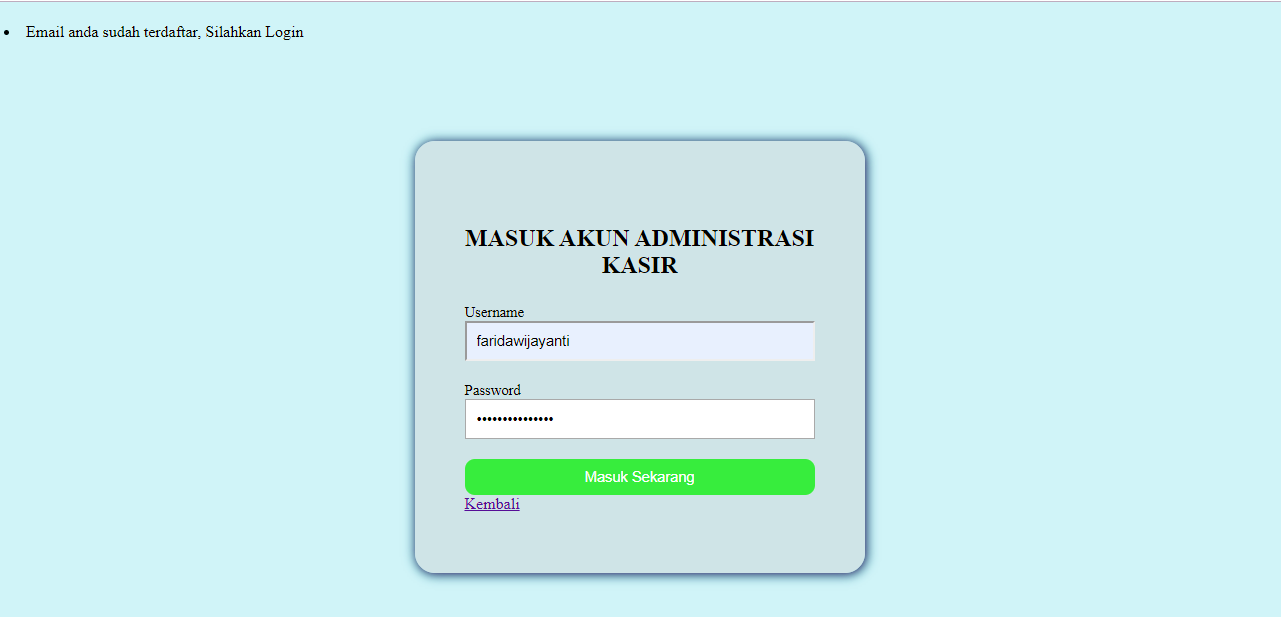 Email anda sudah terdaftar, Silahkan Login
MASUK AKUN ADMINISTRASI
KASIR
Username
faridawijayanti
Password
•••••••••••••••
Masuk Sekarang
Kembali